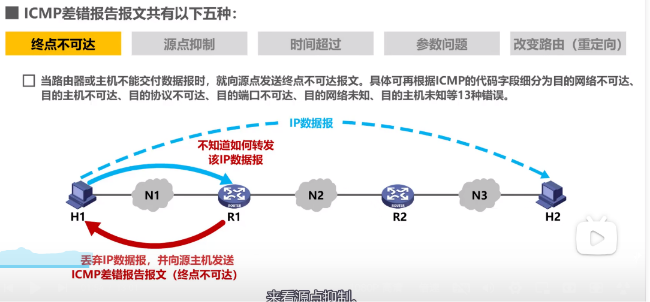 ICMP差错报告报文共有以下五种：
终点不可达
源点抑制
时间超过
参数问题
改变路由（重定向）
当路由器或主机不能交付数据报时，就向源点发送终点不可达报文。具体可再根据ICMP的代码字段细分为目的网络不可达、
目的主机不可达、目的协议不可达、目的端口不可达、目的网络未知、目的主机未知等13种错误。
IP数据报
不知道如何转发
该IP数据报
N1
N2
N3
H1
R1
R2
H2
丢弃IP数据报，并向源主机发送
ICMP差错报告报文（终点不可达）
来看源点抑制。